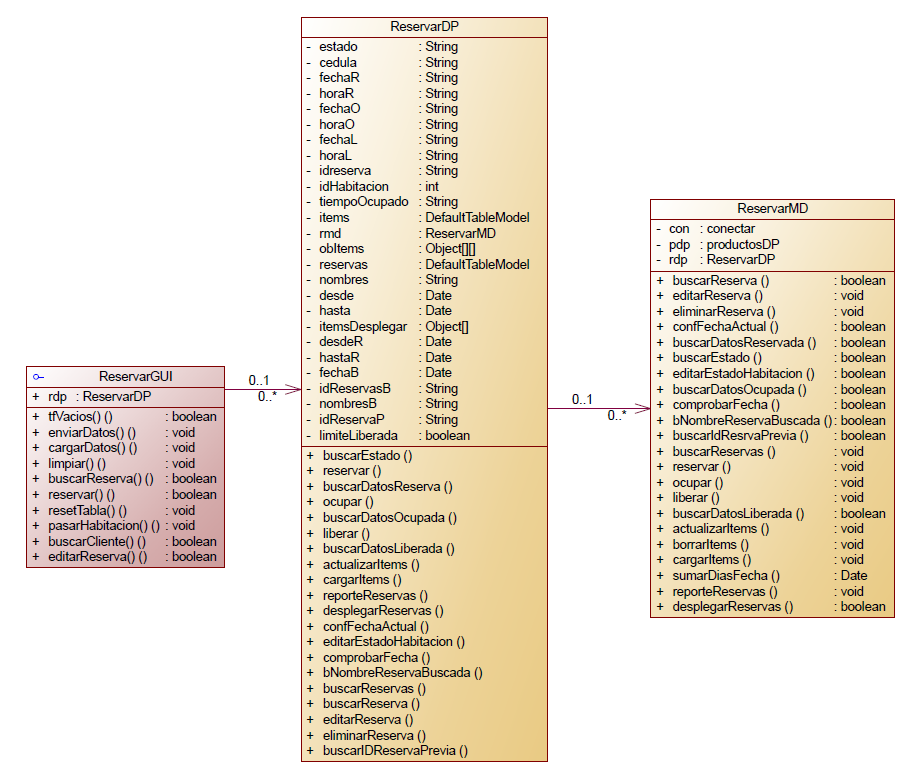 ReservarDP
- estado : String
- cedula : String
- fechaR : String
- horaR : String
- fechaO : String
- horaO : String
- fechaL : String
- horaL : String
- idreserva : String
- idHabitacion : int
- tiempoOcupado : String
- items : DefaultTableModel
- rmd : ReservarMD
- obItems : Object[][]
- reservas : DefaultTableModel
- nombres : String
- desde : Date
- hasta : Date
- itemsDesplegar : Object[]
- desdeR : Date
- hastaR : Date
- fechaB : Date
- idReservasB : String
- nombresB : String
- idReservaP : String
- limiteLiberada : boolean
+ buscarEstado ()
+ reservar ()
+ buscarDatosReserva ()
+ ocupar ()
+ buscarDatosOcupada ()
+ liberar ()
+ buscarDatosLiberada ()
+ actualizarItems ()
+ cargarItems ()
+ reporteReservas ()
+ desplegarReservas ()
+ confFechaActual ()
+ editarEstadoHabitacion ()
+ comprobarFecha ()
+ bNombreReservaBuscada ()
+ buscarReservas ()
+ buscarReserva ()
+ editarReserva ()
+ eliminarReserva ()
+ buscarIDReservaPrevia ()
ReservarGUI
+ rdp : ReservarDP
+ tfVacios() () : boolean
+ enviarDatos() () : void
+ cargarDatos() () : void
+ limpiar() () : void
+ buscarReserva() () : boolean
+ reservar() () : boolean
+ resetTabla() () : void
+ pasarHabitacion() () : void
+ buscarCliente() () : boolean
+ editarReserva() () : boolean
0..1
0..*
0..1
0..*
ReservarMD
- con : conectar
- pdp : productosDP
- rdp : ReservarDP
+ buscarReserva () : boolean
+ editarReserva () : void
+ eliminarReserva () : void
+ confFechaActual () : boolean
+ buscarDatosReservada () : boolean
+ buscarEstado () : boolean
+ editarEstadoHabitacion () : boolean
+ buscarDatosOcupada () : boolean
+ comprobarFecha () : boolean
+ bNombreReservaBuscada () : boolean
+ buscarIdResrvaPrevia () : boolean
+ buscarReservas () : void
+ reservar () : void
+ ocupar () : void
+ liberar () : void
+ buscarDatosLiberada () : boolean
+ actualizarItems () : void
+ borrarItems () : void
+ cargarItems () : void
+ sumarDiasFecha () : Date
+ reporteReservas () : void
+ desplegarReservas () : boolean